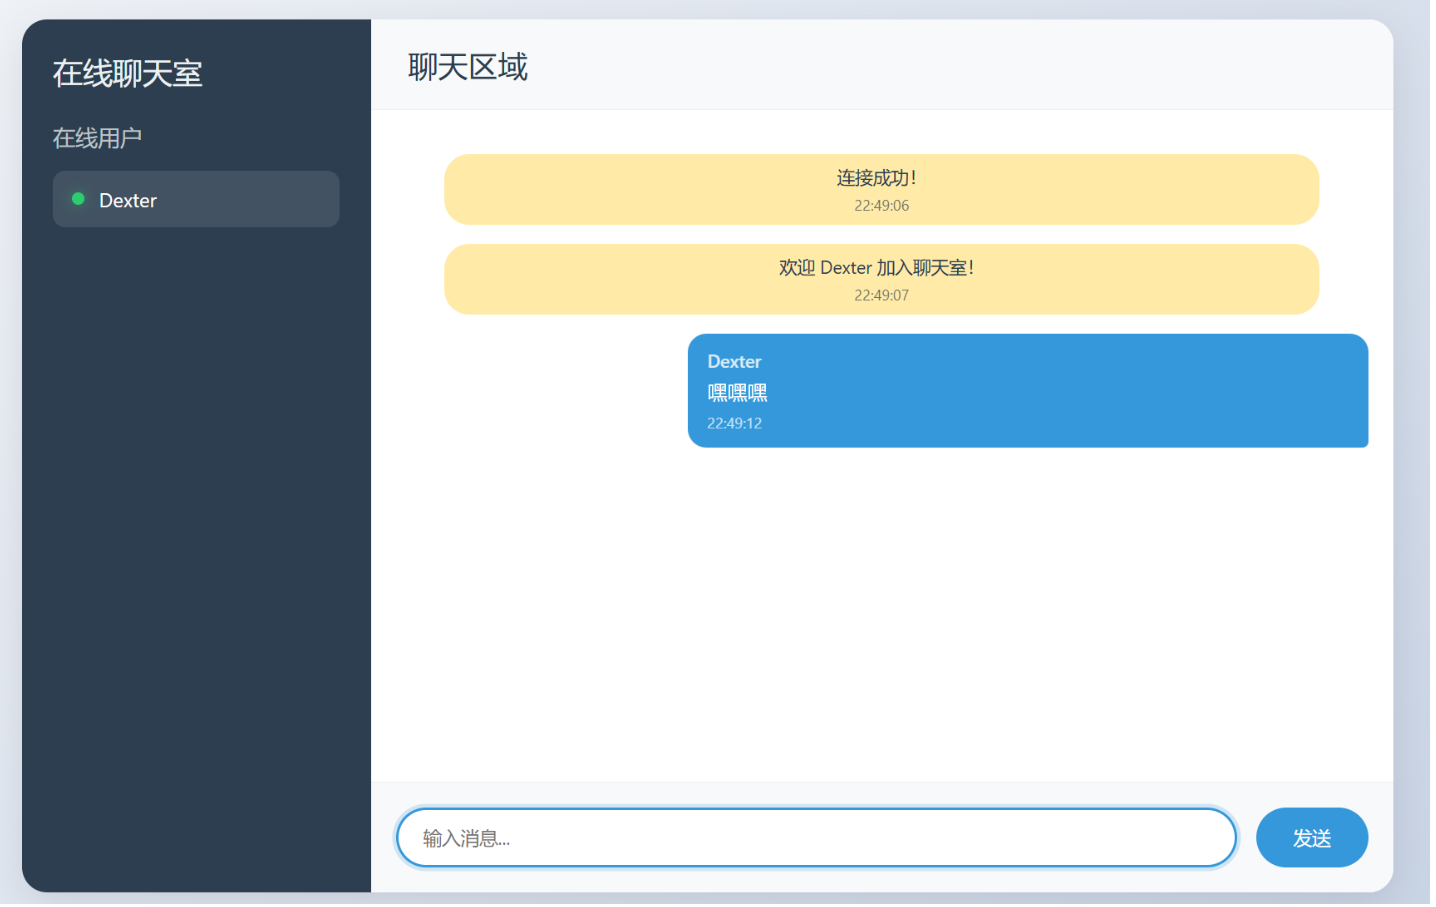 在线聊天室
在线用户
Dexter
聊天区域
连接成功!
22:49:06
欢迎 Dexter 加入聊天室!
22:49:07
Dexter
嘿嘿嘿
22:49:12
输入消息...
发送